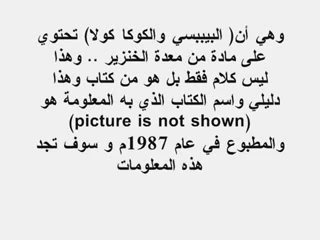 وهي أن( البيببسي والكوكا كولا) تحتوي
على مادة من معدة الخنزير .. وهذا
ليس كلام فقط بل هو من كتاب وهذا
دليلي واسم الكتاب الذي به المعلومة هو
(picture is not shown)
والمطبوع في عام 1987م و سوف تجد
هذه المعلومات